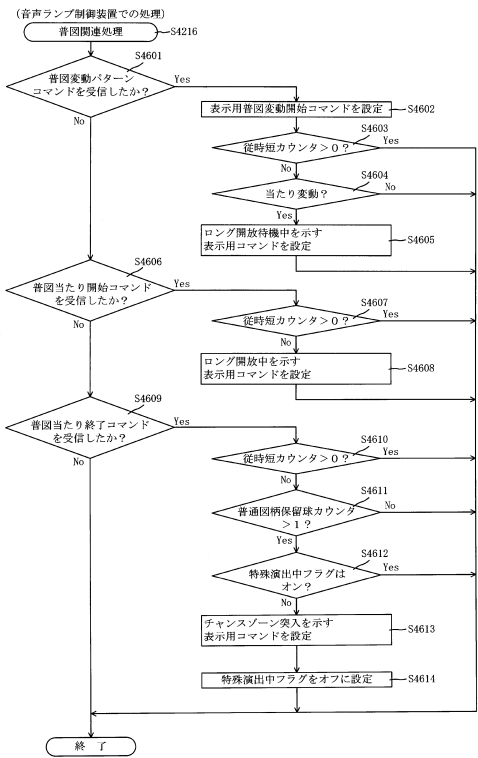 (音声ランプ制御装置での処理)
普図関連処理
S4216
S4601
普図変動パターン
コマンドを受信したか？
Yes
No
表示用普図変動開始コマンドを設定
S4602
S4603
従時短カウンタ＞０？
Yes
No
S4604
当たり変動？
No
Yes
ロング開放待機中を示す
表示用コマンドを設定
S4605
S4606
普図当たり開始コマンド
を受信したか？
Yes
No
S4607
従時短カウンタ＞０？
Yes
No
ロング開放中を示す
表示用コマンドを設定
S4608
S4609
普図当たり終了コマンド
を受信したか？
Yes
No
S4610
従時短カウンタ＞０？
Yes
No
S4611
普通図柄保留球カウンタ
＞１？
No
Yes
S4612
特殊演出中フラグは
オン？
Yes
No
チャンスゾーン突入を示す
表示用コマンドを設定
S4613
特殊演出中フラグをオフに設定
S4614
終 了